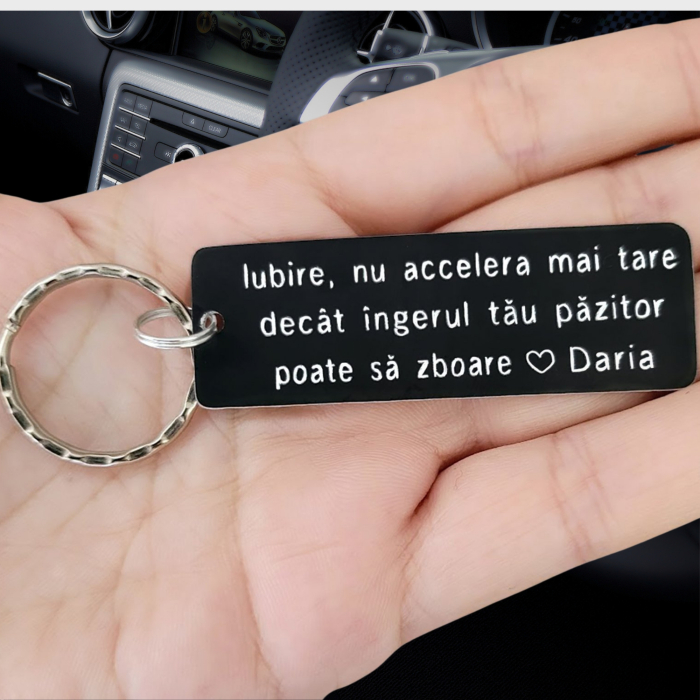 Iubire, nu accelera mai tare
decât îngerul tău păzitor
poate să zboare ♡ Daria